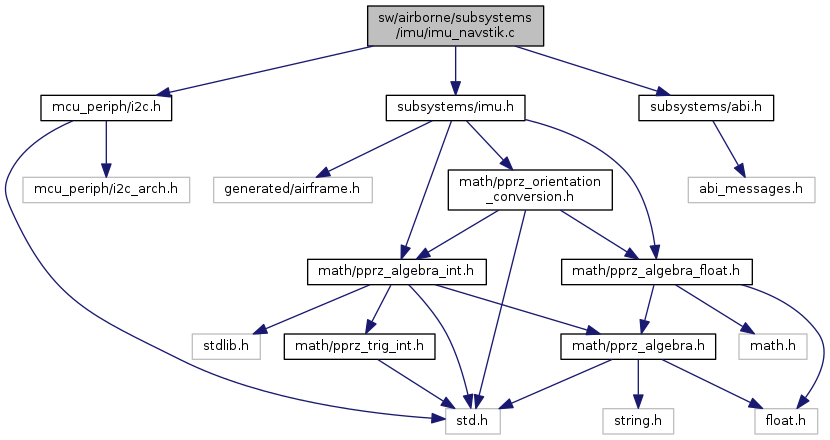 sw/airborne/subsystems
/imu/imu_navstik.c
mcu_periph/i2c.h
subsystems/imu.h
subsystems/abi.h
mcu_periph/i2c_arch.h
generated/airframe.h
math/pprz_orientation
_conversion.h
abi_messages.h
math/pprz_algebra_int.h
math/pprz_algebra_float.h
stdlib.h
math/pprz_trig_int.h
math/pprz_algebra.h
math.h
std.h
string.h
float.h